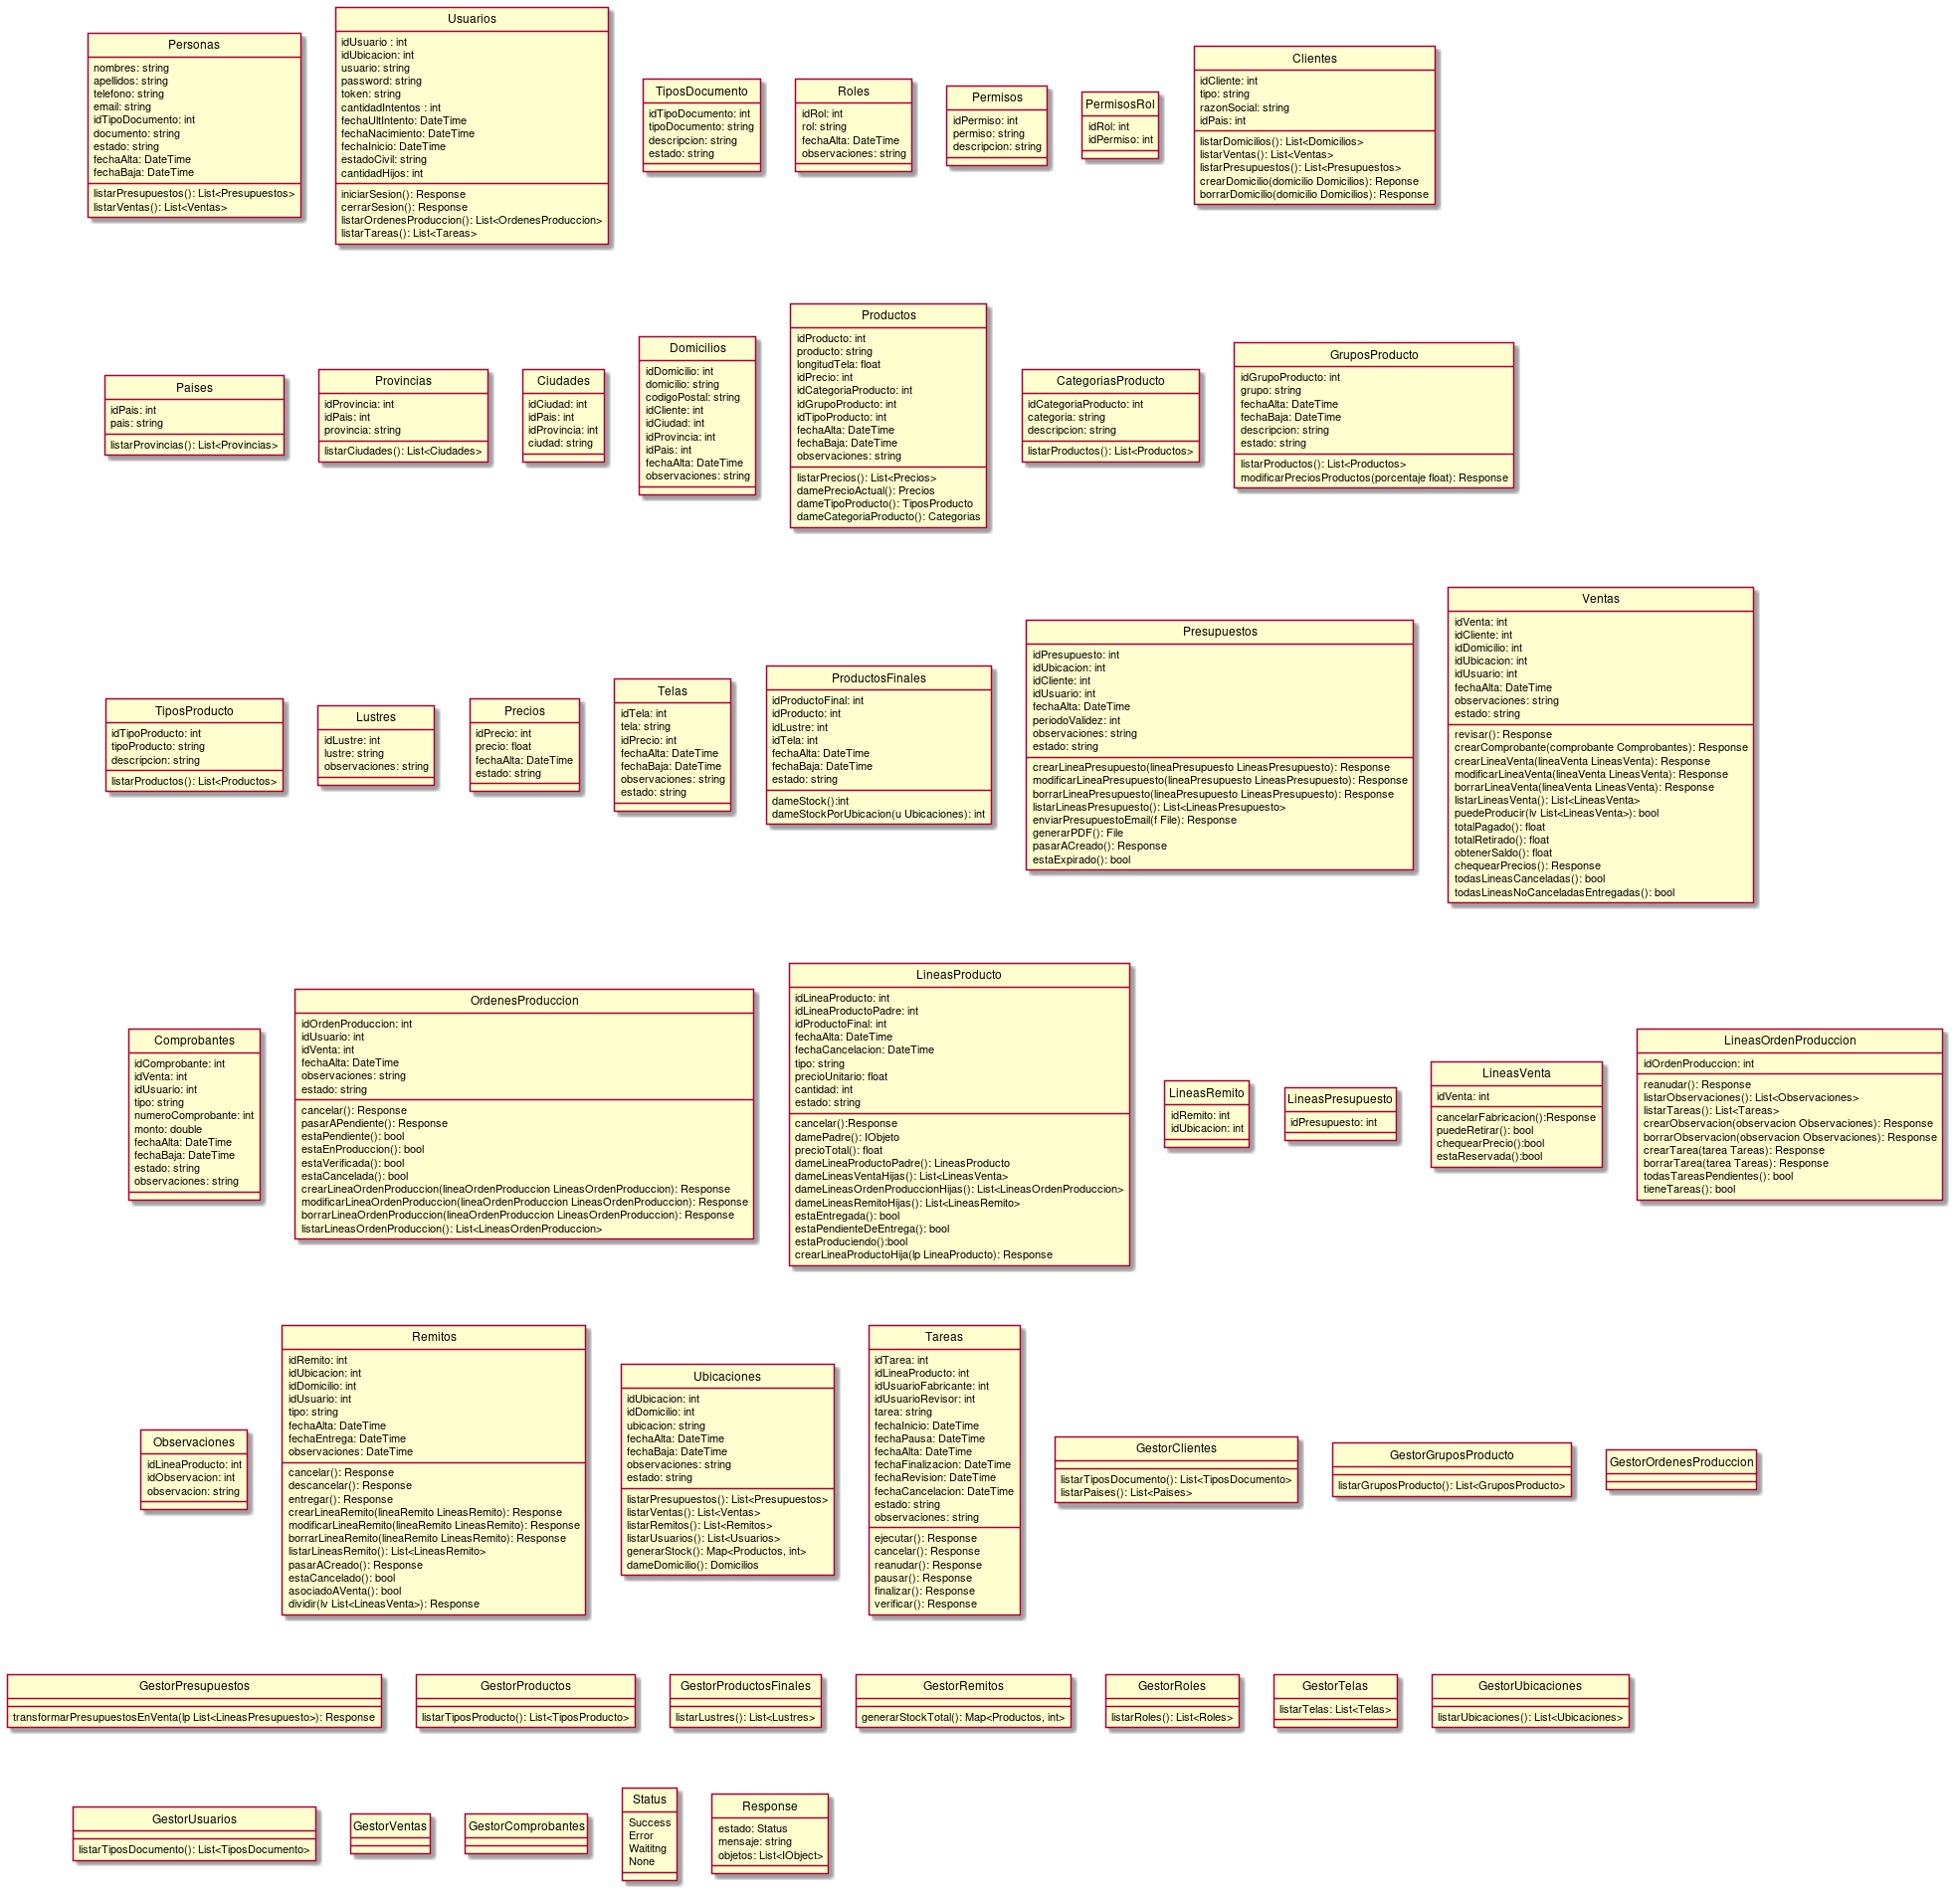 Personas
nombres: string
apellidos: string
telefono: string
email: string
idTipoDocumento: int
documento: string
estado: string
fechaAlta: DateTime
fechaBaja: DateTime
listarPresupuestos(): List<Presupuestos>
listarVentas(): List<Ventas>
Usuarios
idUsuario : int
idUbicacion: int
usuario: string
password: string
token: string
cantidadIntentos : int
fechaUltIntento: DateTime
fechaNacimiento: DateTime
fechaInicio: DateTime
estadoCivil: string
cantidadHijos: int
iniciarSesion(): Response
cerrarSesion(): Response
listarOrdenesProduccion(): List<OrdenesProduccion>
listarTareas(): List<Tareas>
TiposDocumento
idTipoDocumento: int
tipoDocumento: string
descripcion: string
estado: string
Roles
idRol: int
rol: string
fechaAlta: DateTime
observaciones: string
Permisos
idPermiso: int
permiso: string
descripcion: string
PermisosRol
idRol: int
idPermiso: int
Clientes
idCliente: int
tipo: string
razonSocial: string
idPais: int
listarDomicilios(): List<Domicilios>
listarVentas(): List<Ventas>
listarPresupuestos(): List<Presupuestos>
crearDomicilio(domicilio Domicilios): Reponse
borrarDomicilio(domicilio Domicilios): Response
Paises
idPais: int
pais: string
listarProvincias(): List<Provincias>
Provincias
idProvincia: int
idPais: int
provincia: string
listarCiudades(): List<Ciudades>
Ciudades
idCiudad: int
idPais: int
idProvincia: int
ciudad: string
Domicilios
idDomicilio: int
domicilio: string
codigoPostal: string
idCliente: int
idCiudad: int
idProvincia: int
idPais: int
fechaAlta: DateTime
observaciones: string
Productos
idProducto: int
producto: string
longitudTela: float
idPrecio: int
idCategoriaProducto: int
idGrupoProducto: int
idTipoProducto: int
fechaAlta: DateTime
fechaBaja: DateTime
observaciones: string
listarPrecios(): List<Precios>
damePrecioActual(): Precios
dameTipoProducto(): TiposProducto
dameCategoriaProducto(): Categorias
CategoriasProducto
idCategoriaProducto: int
categoria: string
descripcion: string
listarProductos(): List<Productos>
GruposProducto
idGrupoProducto: int
grupo: string
fechaAlta: DateTime
fechaBaja: DateTime
descripcion: string
estado: string
listarProductos(): List<Productos>
modificarPreciosProductos(porcentaje float): Response
TiposProducto
idTipoProducto: int
tipoProducto: string
descripcion: string
listarProductos(): List<Productos>
Lustres
idLustre: int
lustre: string
observaciones: string
Precios
idPrecio: int
precio: float
fechaAlta: DateTime
estado: string
Telas
idTela: int
tela: string
idPrecio: int
fechaAlta: DateTime
fechaBaja: DateTime
observaciones: string
estado: string
ProductosFinales
idProductoFinal: int
idProducto: int
idLustre: int
idTela: int
fechaAlta: DateTime
fechaBaja: DateTime
estado: string
dameStock():int
dameStockPorUbicacion(u Ubicaciones): int
Presupuestos
idPresupuesto: int
idUbicacion: int
idCliente: int
idUsuario: int
fechaAlta: DateTime
periodoValidez: int
observaciones: string
estado: string
crearLineaPresupuesto(lineaPresupuesto LineasPresupuesto): Response
modificarLineaPresupuesto(lineaPresupuesto LineasPresupuesto): Response
borrarLineaPresupuesto(lineaPresupuesto LineasPresupuesto): Response
listarLineasPresupuesto(): List<LineasPresupuesto>
enviarPresupuestoEmail(f File): Response
generarPDF(): File
pasarACreado(): Response
estaExpirado(): bool
Ventas
idVenta: int
idCliente: int
idDomicilio: int
idUbicacion: int
idUsuario: int
fechaAlta: DateTime
observaciones: string
estado: string
revisar(): Response
crearComprobante(comprobante Comprobantes): Response
crearLineaVenta(lineaVenta LineasVenta): Response
modificarLineaVenta(lineaVenta LineasVenta): Response
borrarLineaVenta(lineaVenta LineasVenta): Response
listarLineasVenta(): List<LineasVenta>
puedeProducir(lv List<LineasVenta>): bool
totalPagado(): float
totalRetirado(): float
obtenerSaldo(): float
chequearPrecios(): Response
todasLineasCanceladas(): bool
todasLineasNoCanceladasEntregadas(): bool
Comprobantes
idComprobante: int
idVenta: int
idUsuario: int
tipo: string
numeroComprobante: int
monto: double
fechaAlta: DateTime
fechaBaja: DateTime
estado: string
observaciones: string
OrdenesProduccion
idOrdenProduccion: int
idUsuario: int
idVenta: int
fechaAlta: DateTime
observaciones: string
estado: string
cancelar(): Response
pasarAPendiente(): Response
estaPendiente(): bool
estaEnProduccion(): bool
estaVerificada(): bool
estaCancelada(): bool
crearLineaOrdenProduccion(lineaOrdenProduccion LineasOrdenProduccion): Response
modificarLineaOrdenProduccion(lineaOrdenProduccion LineasOrdenProduccion): Response
borrarLineaOrdenProduccion(lineaOrdenProduccion LineasOrdenProduccion): Response
listarLineasOrdenProduccion(): List<LineasOrdenProduccion>
LineasProducto
idLineaProducto: int
idLineaProductoPadre: int
idProductoFinal: int
fechaAlta: DateTime
fechaCancelacion: DateTime
tipo: string
precioUnitario: float
cantidad: int
estado: string
cancelar():Response
damePadre(): IObjeto
precioTotal(): float
dameLineaProductoPadre(): LineasProducto
dameLineasVentaHijas(): List<LineasVenta>
dameLineasOrdenProduccionHijas(): List<LineasOrdenProduccion>
dameLineasRemitoHijas(): List<LineasRemito>
estaEntregada(): bool
estaPendienteDeEntrega(): bool
estaProduciendo():bool
crearLineaProductoHija(lp LineaProducto): Response
LineasRemito
idRemito: int
idUbicacion: int
LineasPresupuesto
idPresupuesto: int
LineasVenta
idVenta: int
cancelarFabricacion():Response
puedeRetirar(): bool
chequearPrecio():bool
estaReservada():bool
LineasOrdenProduccion
idOrdenProduccion: int
reanudar(): Response
listarObservaciones(): List<Observaciones>
listarTareas(): List<Tareas>
crearObservacion(observacion Observaciones): Response
borrarObservacion(observacion Observaciones): Response
crearTarea(tarea Tareas): Response
borrarTarea(tarea Tareas): Response
todasTareasPendientes(): bool
tieneTareas(): bool
Observaciones
idLineaProducto: int
idObservacion: int
observacion: string
Remitos
idRemito: int
idUbicacion: int
idDomicilio: int
idUsuario: int
tipo: string
fechaAlta: DateTime
fechaEntrega: DateTime
observaciones: DateTime
cancelar(): Response
descancelar(): Response
entregar(): Response
crearLineaRemito(lineaRemito LineasRemito): Response
modificarLineaRemito(lineaRemito LineasRemito): Response
borrarLineaRemito(lineaRemito LineasRemito): Response
listarLineasRemito(): List<LineasRemito>
pasarACreado(): Response
estaCancelado(): bool
asociadoAVenta(): bool
dividir(lv List<LineasVenta>): Response
Ubicaciones
idUbicacion: int
idDomicilio: int
ubicacion: string
fechaAlta: DateTime
fechaBaja: DateTime
observaciones: string
estado: string
listarPresupuestos(): List<Presupuestos>
listarVentas(): List<Ventas>
listarRemitos(): List<Remitos>
listarUsuarios(): List<Usuarios>
generarStock(): Map<Productos, int>
dameDomicilio(): Domicilios
Tareas
idTarea: int
idLineaProducto: int
idUsuarioFabricante: int
idUsuarioRevisor: int
tarea: string
fechaInicio: DateTime
fechaPausa: DateTime
fechaAlta: DateTime
fechaFinalizacion: DateTime
fechaRevision: DateTime
fechaCancelacion: DateTime
estado: string
observaciones: string
ejecutar(): Response
cancelar(): Response
reanudar(): Response
pausar(): Response
finalizar(): Response
verificar(): Response
GestorClientes
listarTiposDocumento(): List<TiposDocumento>
listarPaises(): List<Paises>
GestorGruposProducto
listarGruposProducto(): List<GruposProducto>
GestorOrdenesProduccion
GestorPresupuestos
transformarPresupuestosEnVenta(lp List<LineasPresupuesto>): Response
GestorProductos
listarTiposProducto(): List<TiposProducto>
GestorProductosFinales
listarLustres(): List<Lustres>
GestorRemitos
generarStockTotal(): Map<Productos, int>
GestorRoles
listarRoles(): List<Roles>
GestorTelas
listarTelas: List<Telas>
GestorUbicaciones
listarUbicaciones(): List<Ubicaciones>
GestorUsuarios
listarTiposDocumento(): List<TiposDocumento>
GestorVentas
GestorComprobantes
Status
Success
Error
Waititng
None
Response
estado: Status
mensaje: string
objetos: List<IObject>